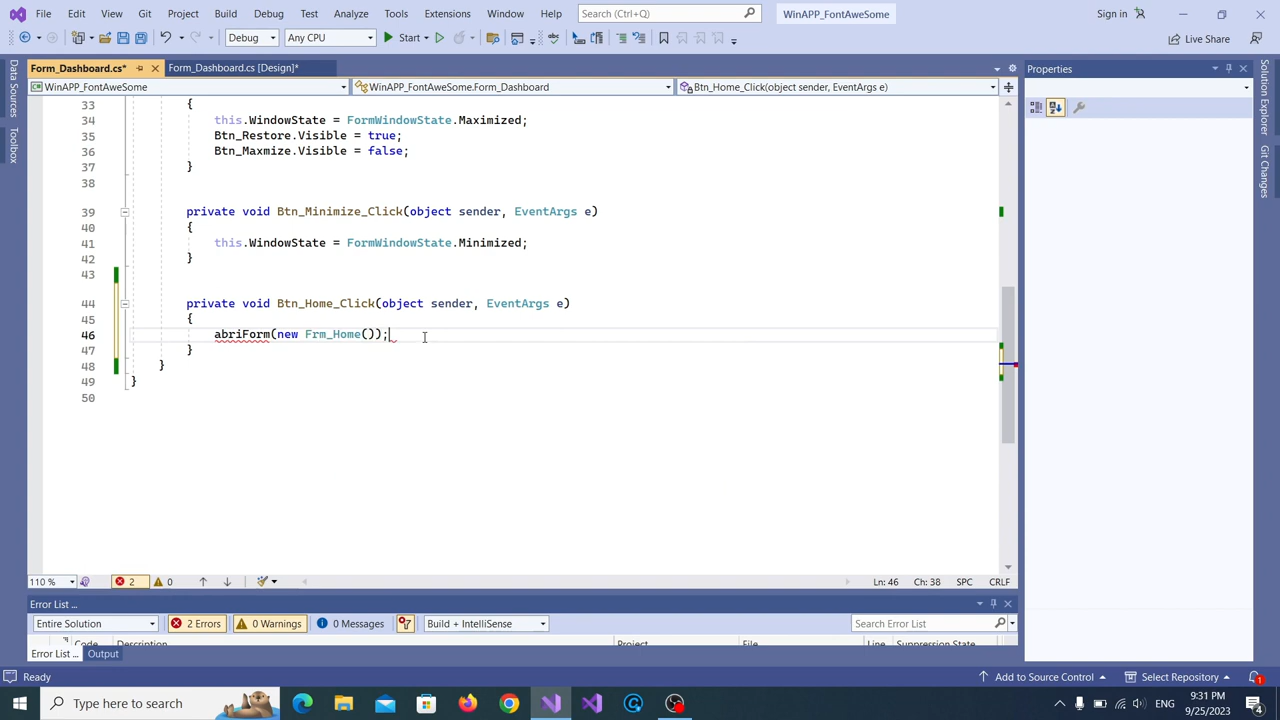 File Edit View Git Project Build Debug Test Analyze Tools Extensions Window Help Search (Ctrl+Q) WinAPP_FontAweSome Sign in
Debug Any CPU Start Live Share
Form_Dashboard.cs* Form_Dashboard.cs [Design]* Properties
WinAPP_FontAweSome WinAPP_FontAweSome.Form_Dashboard Btn_Home_Click(object sender, EventArgs e)
Data Sources
Toolbox
Solution Explorer
Git Changes
33 {
34 this.WindowState = FormWindowState.Maximized;
35 Btn_Restore.Visible = true;
36 Btn_Maxmize.Visible = false;
37 }
38
39 private void Btn_Minimize_Click(object sender, EventArgs e)
40 {
41 this.WindowState = FormWindowState.Minimized;
42 }
43
44 private void Btn_Home_Click(object sender, EventArgs e)
45 {
46 abriForm(new Frm_Home());
47 }
48 }
49 }
50
110 % 2 0 Ln: 46 Ch: 38 SPC CRLF
Error List ...
Entire Solution 2 Errors 0 Warnings 0 Messages Build + IntelliSense Search Error List
Code Description Project File Line Suppression State
Error List ... Output
Ready Add to Source Control Select Repository 1
Type here to search ENG 9:31 PM
9/25/2023 4